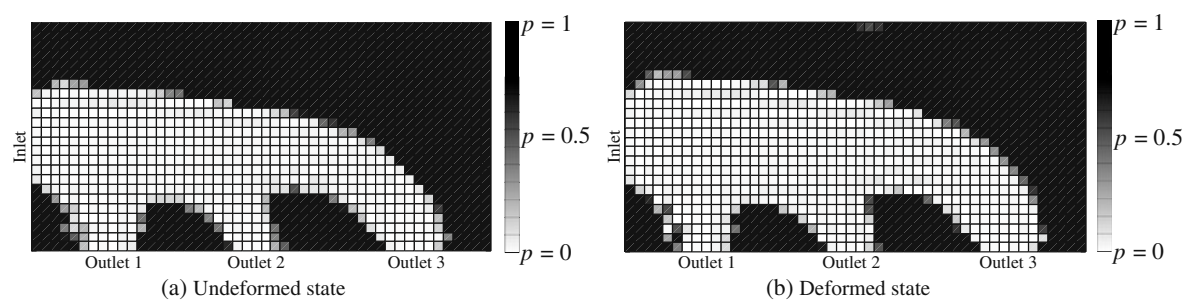 p = 1
p = 0.5
p = 0
Inlet
Outlet 1 Outlet 2 Outlet 3
(a) Undeformed state
p = 1
p = 0.5
p = 0
Inlet
Outlet 1 Outlet 2 Outlet 3
(b) Deformed state